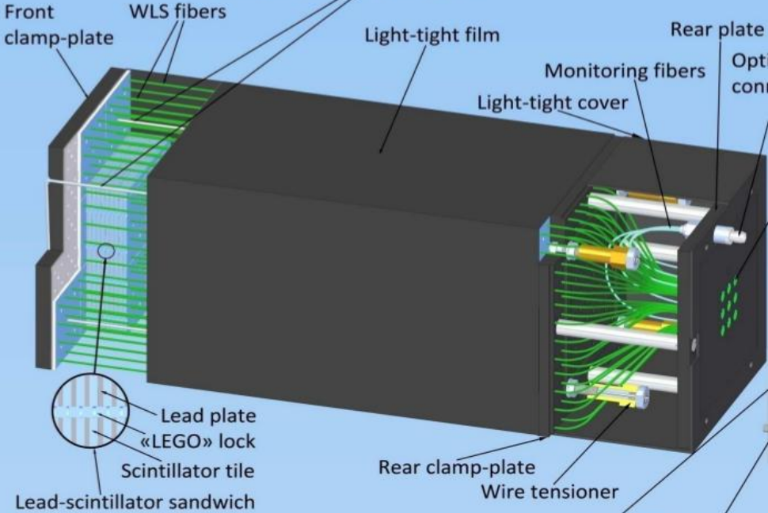 Front
clamp-plate
WLS fibers
Light-tight film
Rear plate
Monitoring fibers
Light-tight cover
Lead plate
«LEGO» lock
Scintillator tile
Lead-scintillator sandwich
Rear clamp-plate
Wire tensioner